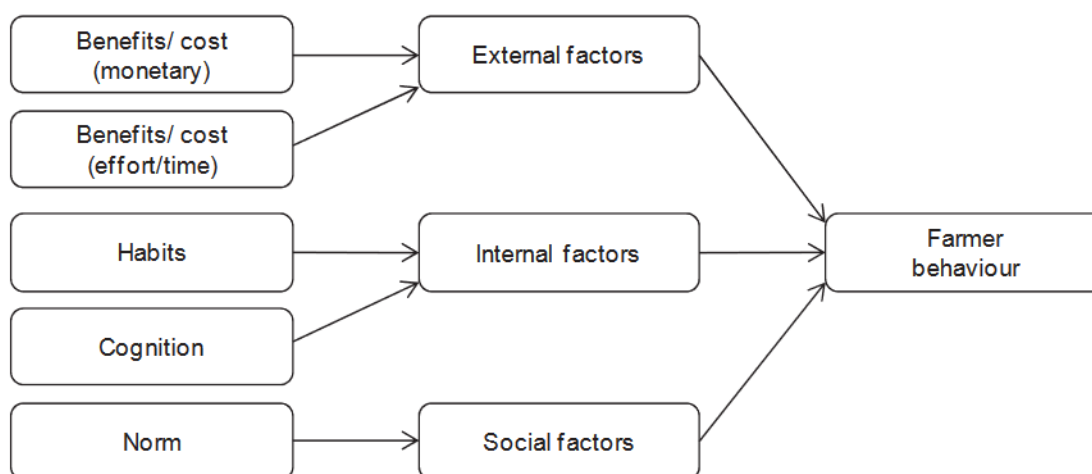 Benefits/ cost
(monetary)
External factors
Benefits/ cost
(effort/time)
Habits
Internal factors
Farmer
behaviour
Cognition
Norm
Social factors